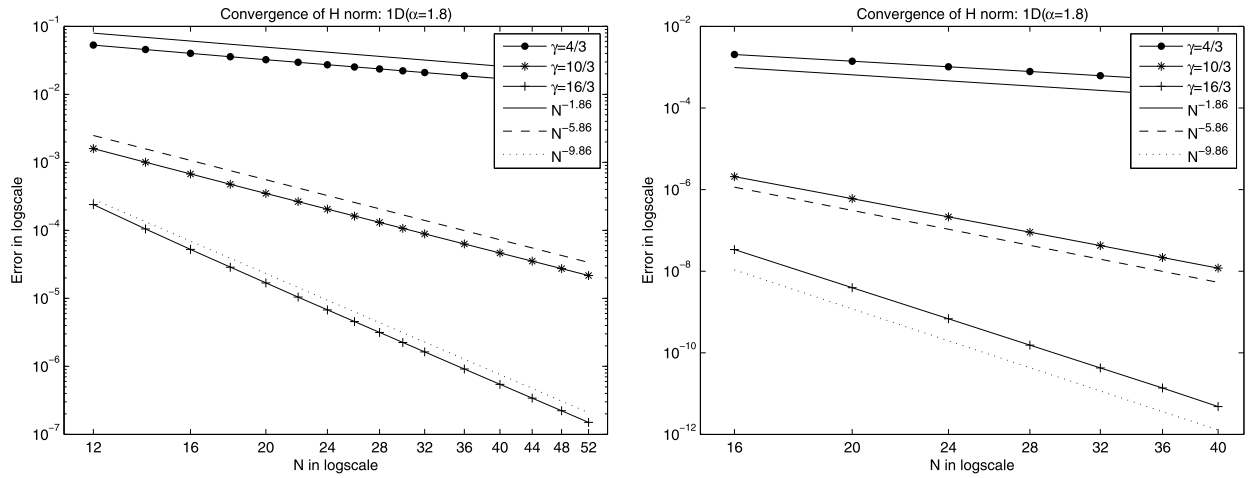 Convergence of H norm: 1D(α=1.8)
Error in logscale
10⁻¹
10⁻²
10⁻³
10⁻⁴
10⁻⁵
10⁻⁶
10⁻⁷
γ=4/3
γ=10/3
γ=16/3
N⁻¹·⁸⁶
N⁻⁵·⁸⁶
N⁻⁹·⁸⁶
12 16 20 24 28 32 36 40 44 48 52
N in logscale
Convergence of H norm: 1D(α=1.8)
Error in logscale
10⁻²
10⁻⁴
10⁻⁶
10⁻⁸
10⁻¹⁰
10⁻¹²
γ=4/3
γ=10/3
γ=16/3
N⁻¹·⁸⁶
N⁻⁵·⁸⁶
N⁻⁹·⁸⁶
16 20 24 28 32 36 40
N in logscale